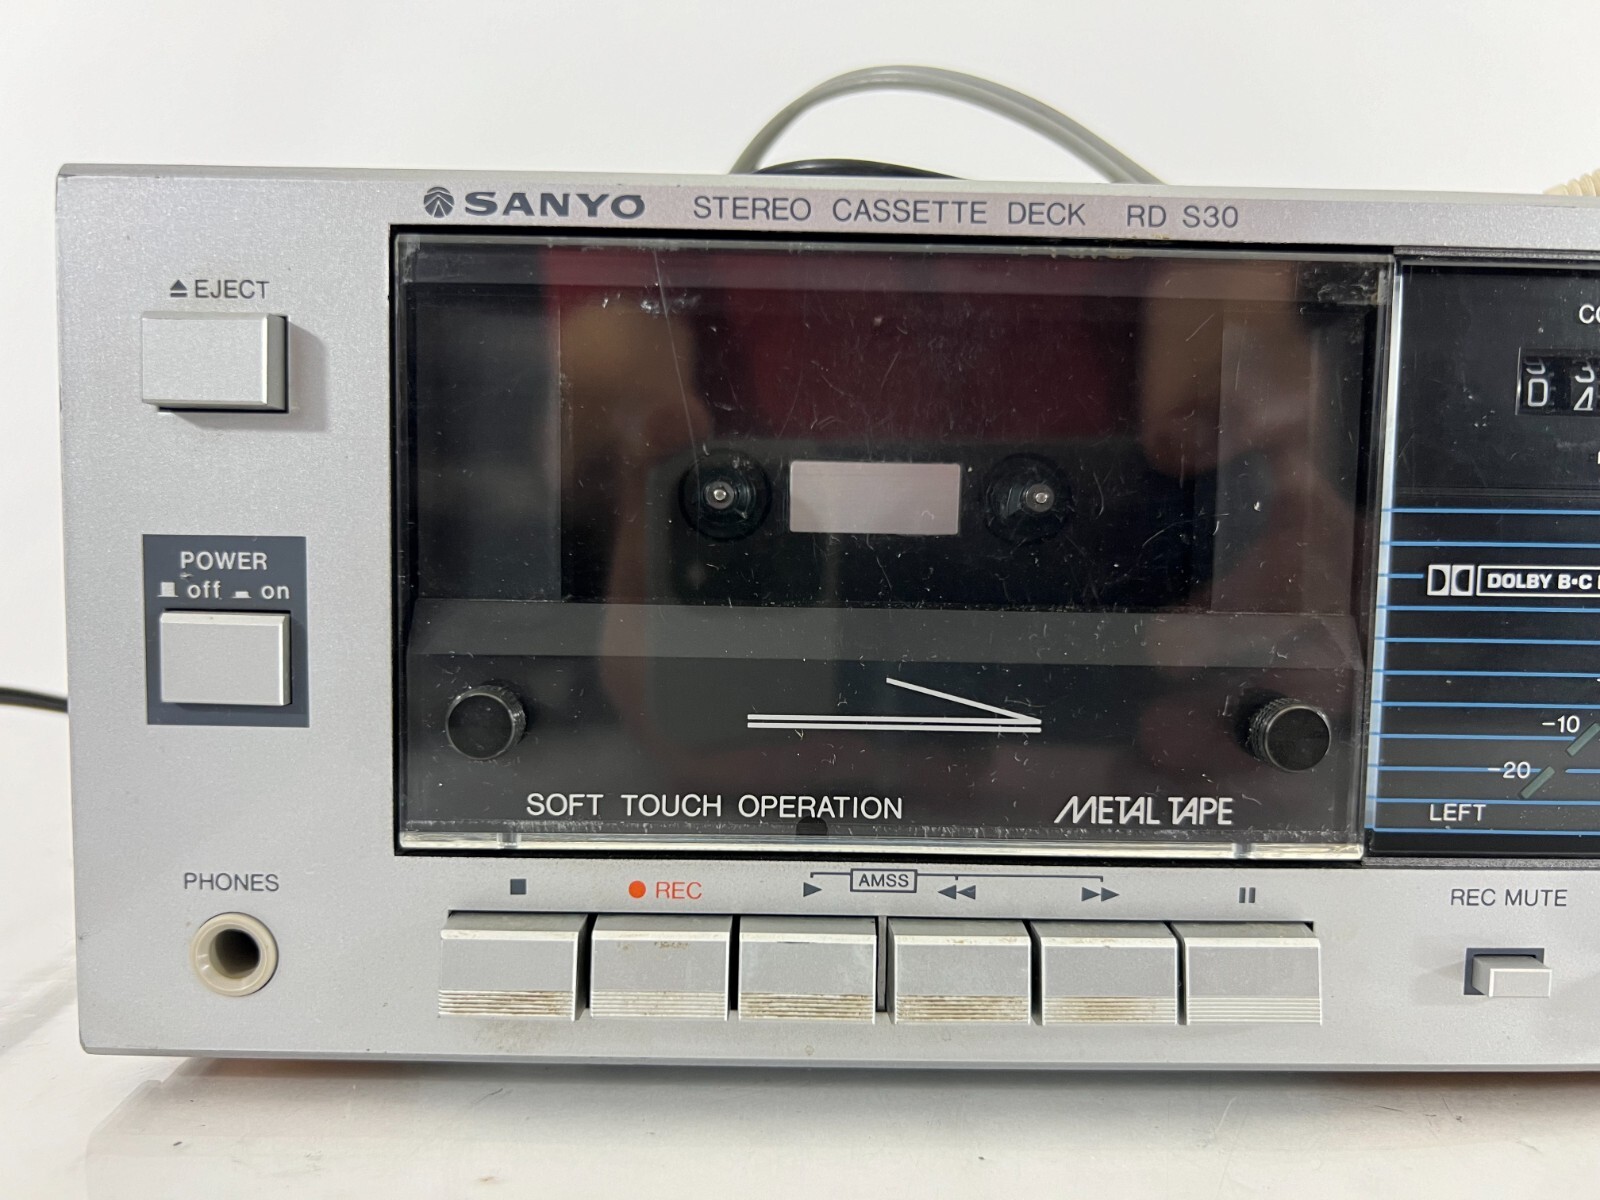 SANYO STEREO CASSETTE DECK RD S30
EJECT
POWER
off on
DOLBY B•C
-10
-20
LEFT
SOFT TOUCH OPERATION METAL TAPE
PHONES
REC
AMSS
REC MUTE